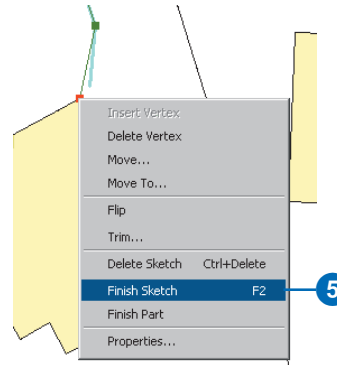 Insert Vertex
Delete Vertex
Move...
Move To...
Flip
Trim...
Delete Sketch Ctrl+Delete
Finish Sketch F2
5
Finish Part
Properties...